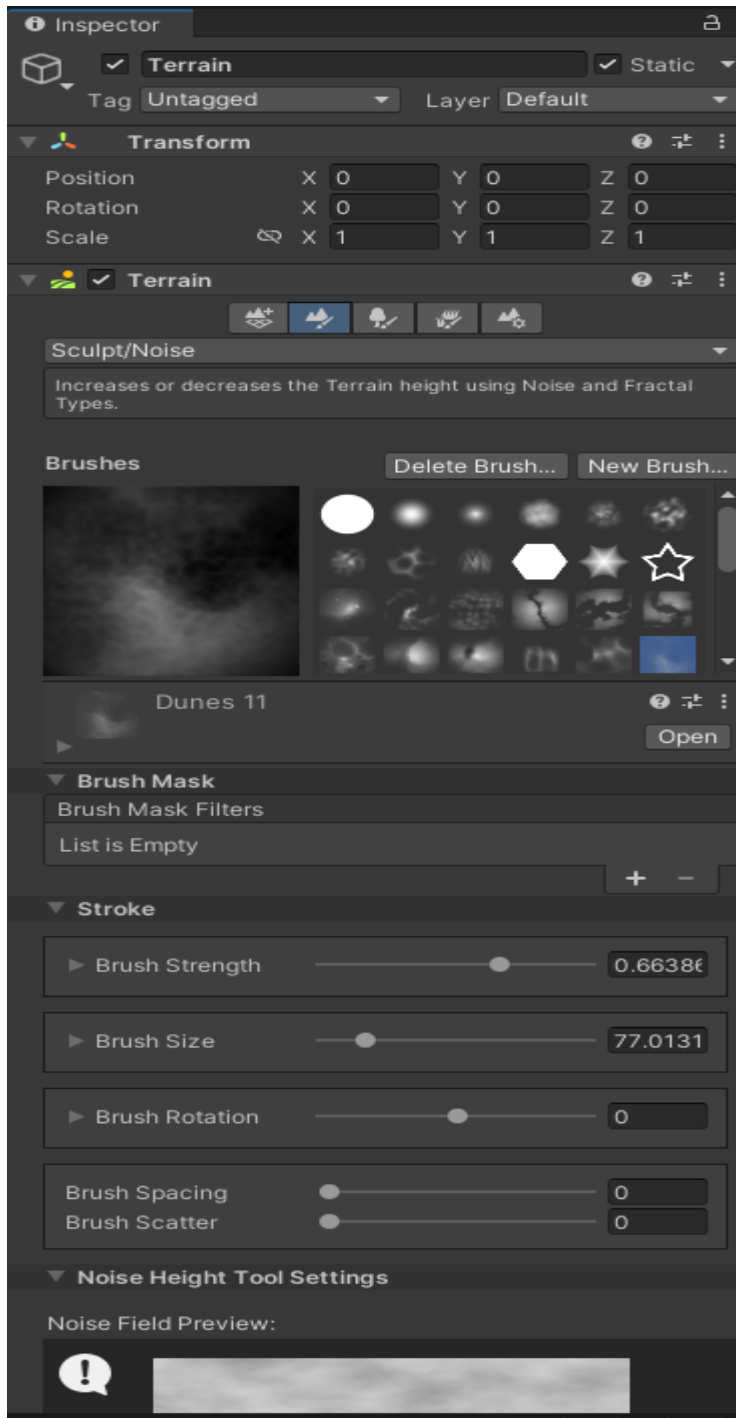 Inspector
Terrain Static
Tag Untagged Layer Default
Transform
Position X 0 Y 0 Z 0
Rotation X 0 Y 0 Z 0
Scale X 1 Y 1 Z 1
Terrain
Sculpt/Noise
Increases or decreases the Terrain height using Noise and Fractal
Types.
Brushes Delete Brush... New Brush...
Dunes 11
Open
Brush Mask
Brush Mask Filters
List is Empty
+ −
Stroke
Brush Strength 0.66386
Brush Size 77.0131
Brush Rotation 0
Brush Spacing 0
Brush Scatter 0
Noise Height Tool Settings
Noise Field Preview: